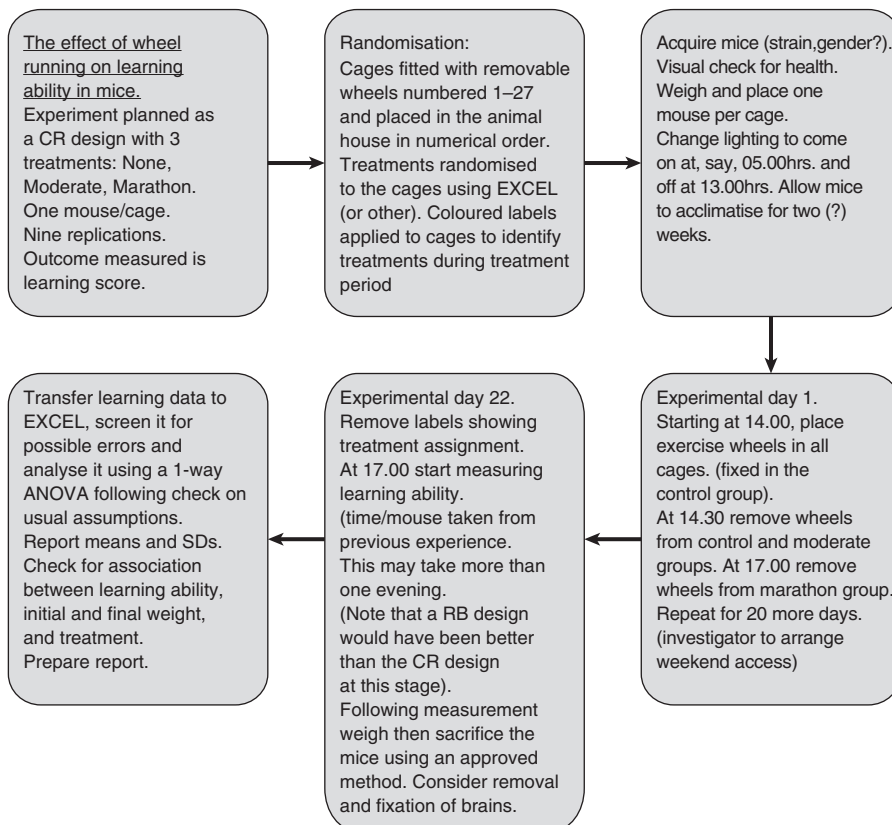 The effect of wheel
running on learning
ability in mice.
Experiment planned as
a CR design with 3
treatments: None,
Moderate, Marathon.
One mouse/cage.
Nine replications.
Outcome measured is
learning score.
Randomisation:
Cages fitted with removable
wheels numbered 1–27
and placed in the animal
house in numerical order.
Treatments randomised
to the cages using EXCEL
(or other). Coloured labels
applied to cages to identify
treatments during treatment
period
Acquire mice (strain,gender?).
Visual check for health.
Weigh and place one
mouse per cage.
Change lighting to come
on at, say, 05.00hrs. and
off at 13.00hrs. Allow mice
to acclimatise for two (?)
weeks.
Experimental day 1.
Starting at 14.00, place
exercise wheels in all
cages. (fixed in the
control group).
At 14.30 remove wheels
from control and moderate
groups. At 17.00 remove
wheels from marathon group.
Repeat for 20 more days.
(investigator to arrange
weekend access)
Experimental day 22.
Remove labels showing
treatment assignment.
At 17.00 start measuring
learning ability.
(time/mouse taken from
previous experience.
This may take more than
one evening.
(Note that a RB design
would have been better
than the CR design
at this stage).
Following measurement
weigh then sacrifice the
mice using an approved
method. Consider removal
and fixation of brains.
Transfer learning data to
EXCEL, screen it for
possible errors and
analyse it using a 1-way
ANOVA following check on
usual assumptions.
Report means and SDs.
Check for association
between learning ability,
initial and final weight,
and treatment.
Prepare report.